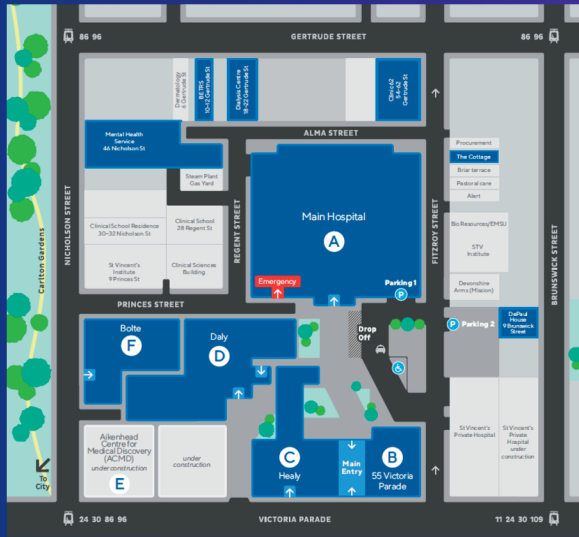 86 96
GERTRUDE STREET
86 96
Dermatology
6 Gertrude St
BETRS
10-12 Gertrude St
Dialysis Centre
18-22 Gertrude St
Clinic 62
54-62
Gertrude St
ALMA STREET
Mental Health
Service
46 Nicholson St
Steam Plant
Gas Yard
Procurement
The Cottage
Briar terrace
Pastoral care
Alert
NICHOLSON STREET
Carlton Gardens
Clinical School Residence
30-32 Nicholson St
Clinical School
28 Regent St
REGENT STREET
Main Hospital
A
FITZROY STREET
Bio Resources/EMSU
STV
Institute
BRUNSWICK STREET
St Vincent's
Institute
9 Princes St
Clinical Sciences
Building
Emergency
Parking 1
P
Devonshire
Arms (Mission)
PRINCES STREET
Bolte
F
Daly
D
Drop
Off
P Parking 2
DePaul
House
9 Brunswick
Street
Aikenhead
Centre for
Medical Discovery
(ACMD)
under construction
E
under
construction
C
Healy
Main
Entry
B
55 Victoria
Parade
St Vincent's
Private Hospital
St Vincent's
Private
Hospital
under
construction
To
City
24 30 86 96
VICTORIA PARADE
11 24 30 109